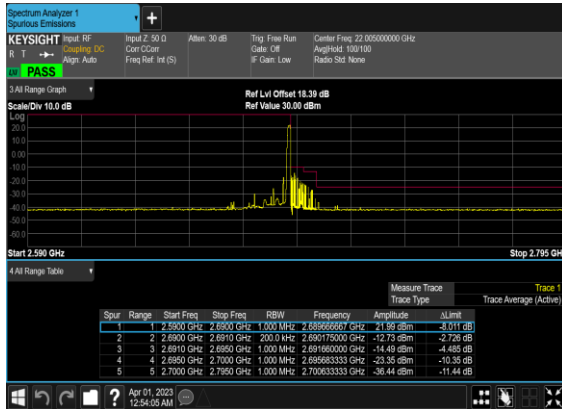 Spectrum Analyzer 1
Spurious Emissions
KEYSIGHT Input: RF Input Z: 50 Ω Atten: 30 dB Trig: Free Run Center Freq: 22.005000000 GHz
R T Coupling: DC Corr CCorr Gate: Off Avg|Hold: 100/100
Align: Auto Freq Ref: Int (S) IF Gain: Low Radio Std: None
PASS
3 All Range Graph
Ref Lvl Offset 18.39 dB
Scale/Div 10.0 dB Ref Value 30.00 dBm
Log
20.0
10.0
0.00
-10.0
-20.0
-30.0
-40.0
-50.0
-60.0
Start 2.590 GHz Stop 2.795 GH
4 All Range Table
Measure Trace Trace 1
Trace Type Trace Average (Active)
Spur Range Start Freq Stop Freq RBW Frequency Amplitude ΔLimit
1 1 2.5900 GHz 2.6900 GHz 1.000 MHz 2.689666667 GHz 21.99 dBm -8.011 dB
2 2 2.6900 GHz 2.6910 GHz 200.0 kHz 2.690175000 GHz -12.73 dBm -2.726 dB
3 3 2.6910 GHz 2.6950 GHz 1.000 MHz 2.691660000 GHz -14.49 dBm -4.485 dB
4 4 2.6950 GHz 2.7000 GHz 1.000 MHz 2.695683333 GHz -23.35 dBm -10.35 dB
5 5 2.7000 GHz 2.7950 GHz 1.000 MHz 2.700633333 GHz -36.44 dBm -11.44 dB
? Apr 01, 2023
12:54:05 AM